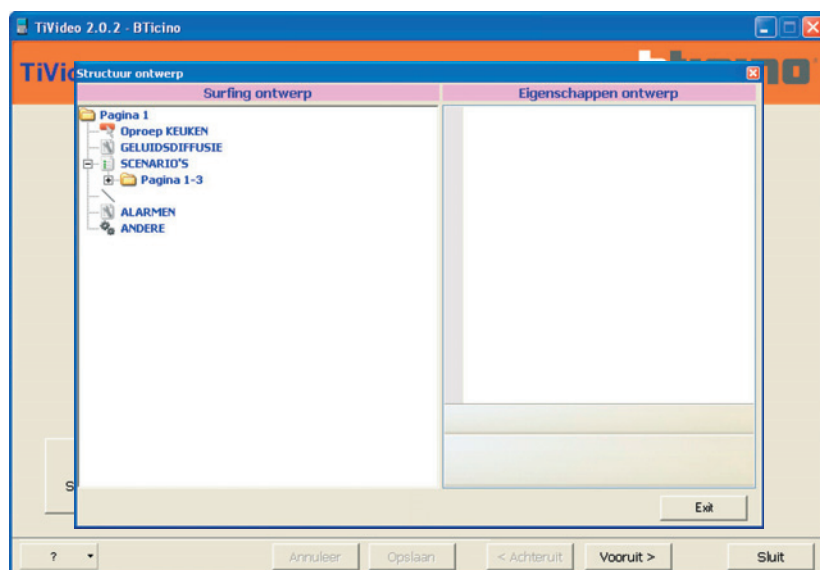 TiVideo 2.0.2 - BTicino
TiVid
Structuur ontwerp
Surfing ontwerp
Eigenschappen ontwerp
Pagina 1
Oproep KEUKEN
GELUIDSDIFFUSIE
SCENARIO'S
Pagina 1-3
ALARMEN
ANDERE
S
Exit
?
Annuleer
Opslaan
< Achteruit
Vooruit >
Sluit